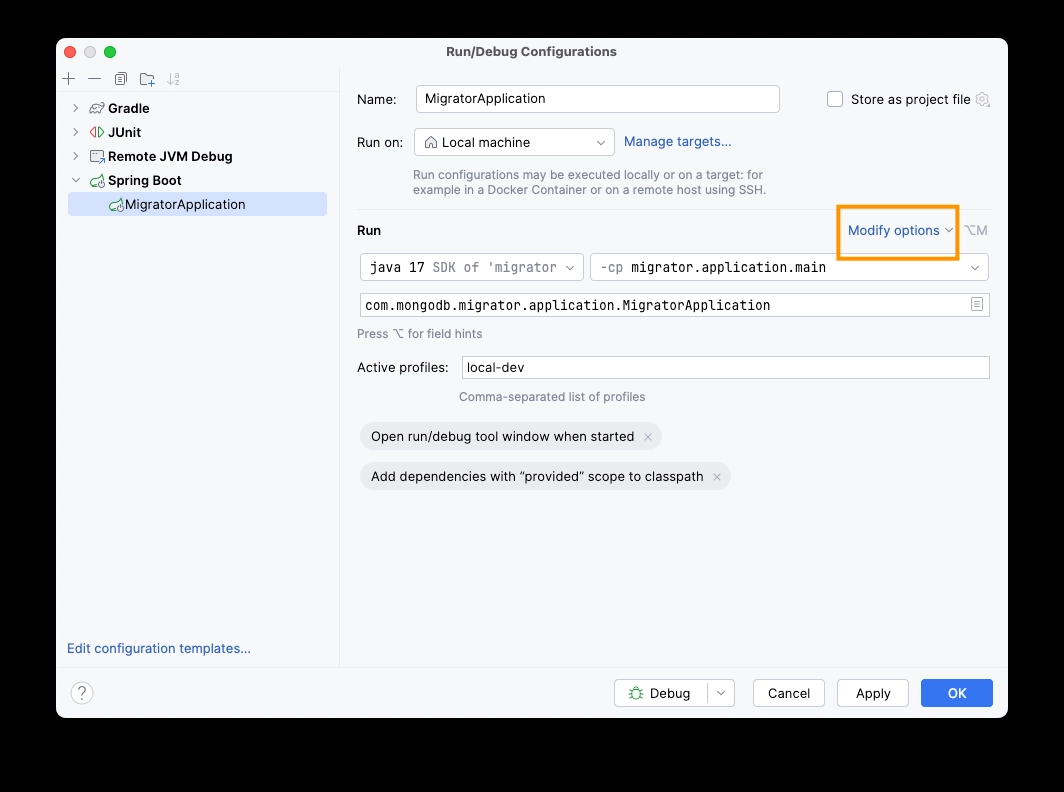 Run/Debug Configurations
Gradle
JUnit
Remote JVM Debug
Spring Boot
MigratorApplication
Edit configuration templates...
Name: MigratorApplication
Store as project file
Run on: Local machine Manage targets...
Run configurations may be executed locally or on a target: for
example in a Docker Container or on a remote host using SSH.
Run Modify options ⌥M
java 17 SDK of 'migrator -cp migrator.application.main
com.mongodb.migrator.application.MigratorApplication
Press ⌥ for field hints
Active profiles: local-dev
Comma-separated list of profiles
Open run/debug tool window when started ×
Add dependencies with “provided” scope to classpath ×
? Debug Cancel Apply OK